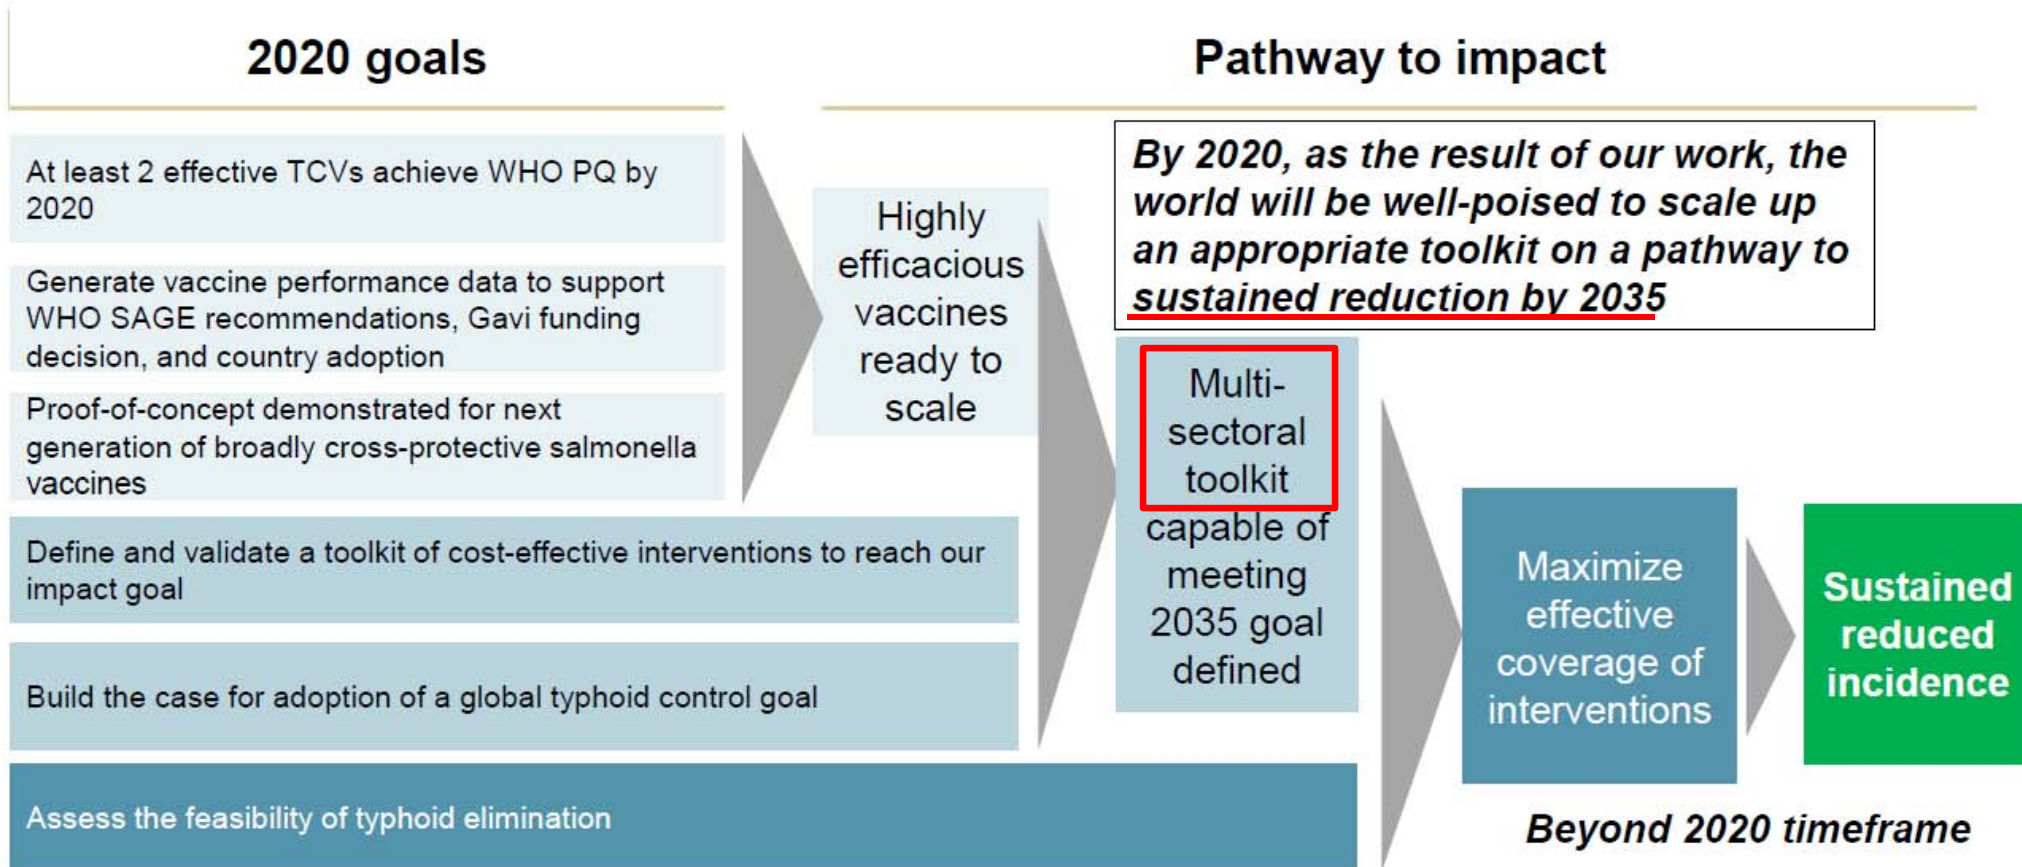 2020 goals
Pathway to impact
At least 2 effective TCVs achieve WHO PQ by
2020
Generate vaccine performance data to support
WHO SAGE recommendations, Gavi funding
decision, and country adoption
Proof-of-concept demonstrated for next
generation of broadly cross-protective salmonella
vaccines
Define and validate a toolkit of cost-effective interventions to reach our
impact goal
Build the case for adoption of a global typhoid control goal
Assess the feasibility of typhoid elimination
Highly
efficacious
vaccines
ready to
scale
By 2020, as the result of our work, the
world will be well-poised to scale up
an appropriate toolkit on a pathway to
sustained reduction by 2035
Multi-
sectoral
toolkit
capable of
meeting
2035 goal
defined
Maximize
effective
coverage of
interventions
Sustained
reduced
incidence
Beyond 2020 timeframe